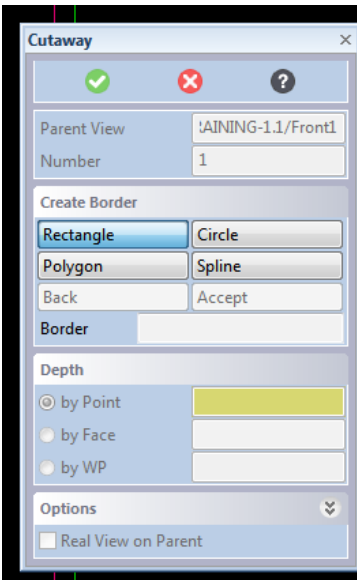 Cutaway
Parent View AINING-1.1/Front1
Number 1
Create Border
Rectangle Circle
Polygon Spline
Back Accept
Border
Depth
by Point
by Face
by WP
Options
Real View on Parent